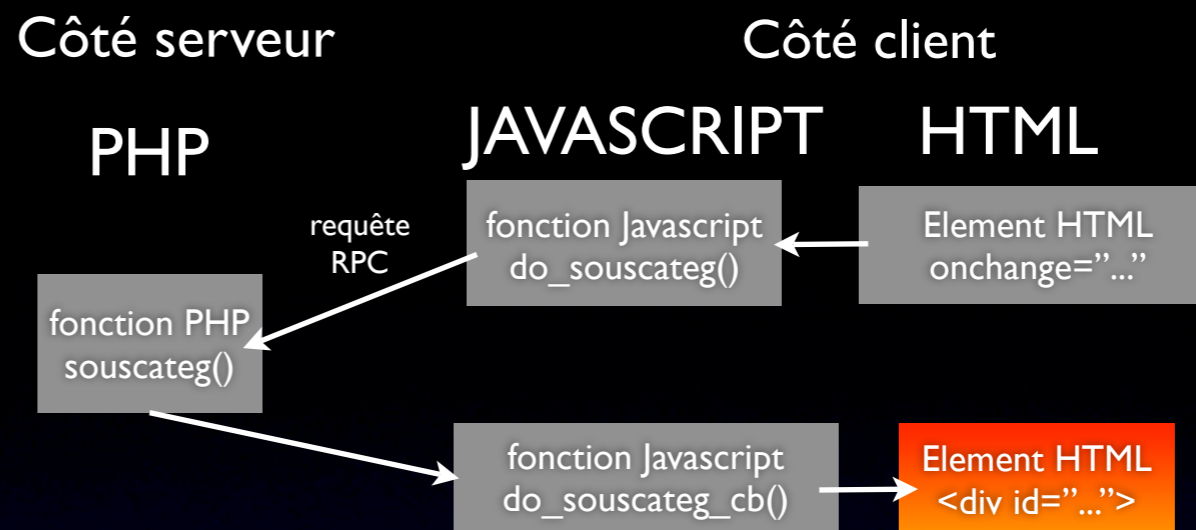 Côté serveur
Côté client
PHP
JAVASCRIPT
HTML
requête
RPC
fonction Javascript
do_souscateg()
Element HTML
onchange=”...”
fonction PHP
souscateg()
fonction Javascript
do_souscateg_cb()
Element HTML
<div id=”...”>